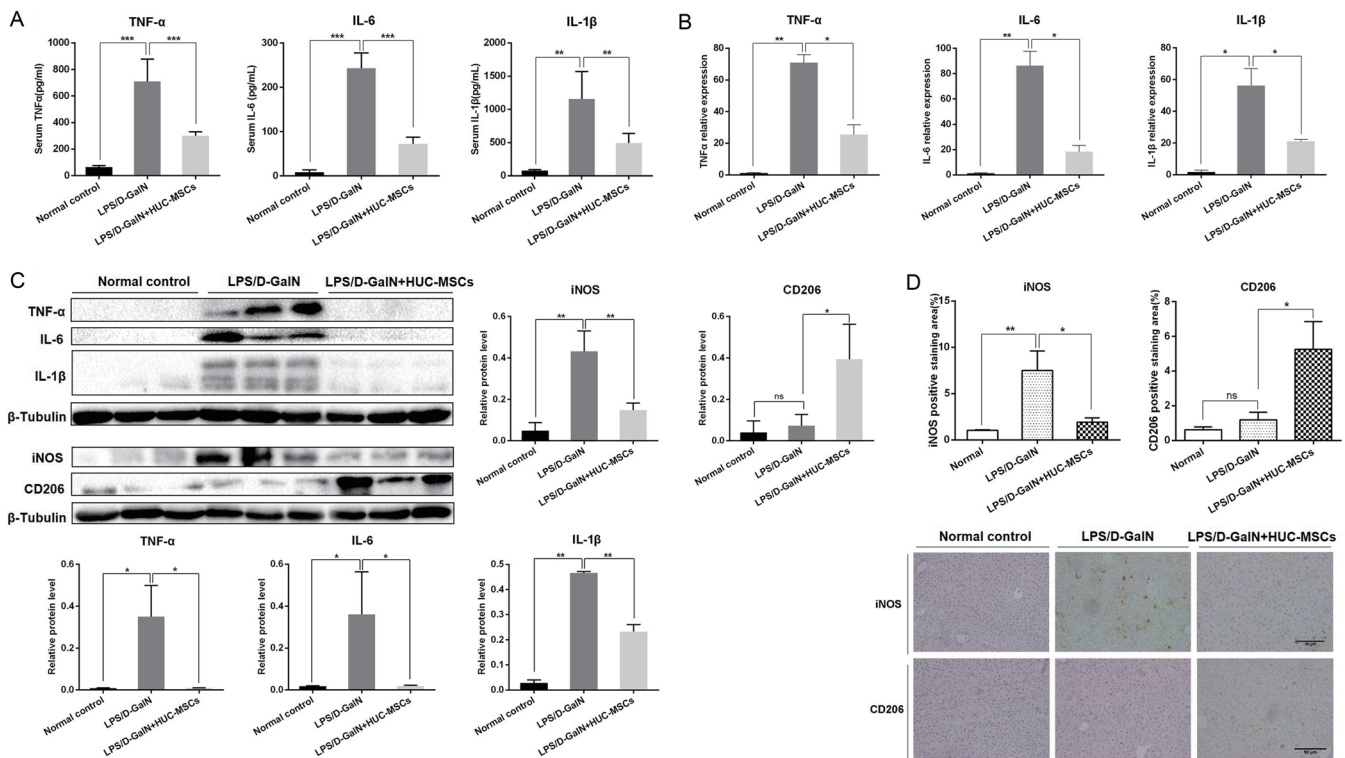 A
TNF-α
Serum TNFα(pg/ml)
1000
800
600
400
200
0
***
***
Normal control
LPS/D-GalN
LPS/D-GalN+HUC-MSCs
IL-6
Serum IL-6 (pg/mL)
300
200
100
0
***
***
Normal control
LPS/D-GalN
LPS/D-GalN+HUC-MSCs
IL-1β
Serum IL-1β(pg/mL)
2000
1500
1000
500
0
**
**
Normal control
LPS/D-GalN
LPS/D-GalN+HUC-MSCs
B
TNF-α
TNFα relative expression
80
60
40
20
0
**
*
Normal control
LPS/D-GalN
LPS/D-GalN+HUC-MSCs
IL-6
IL-6 relative expression
100
80
60
40
20
0
**
*
Normal control
LPS/D-GalN
LPS/D-GalN+HUC-MSCs
IL-1β
IL-1β relative expression
80
60
40
20
0
*
*
Normal control
LPS/D-GalN
LPS/D-GalN+HUC-MSCs
C
Normal control
LPS/D-GalN
LPS/D-GalN+HUC-MSCs
TNF-α
IL-6
IL-1β
β-Tubulin
iNOS
CD206
β-Tubulin
iNOS
Relative protein level
0.6
0.4
0.2
0.0
**
**
Normal control
LPS/D-GalN
LPS/D-GalN+HUC-MSCs
CD206
Relative protein level
0.6
0.4
0.2
0.0
ns
*
Normal control
LPS/D-GalN
LPS/D-GalN+HUC-MSCs
TNF-α
Relative protein level
0.6
0.4
0.2
0.0
*
*
Normal control
LPS/D-GalN
LPS/D-GalN+HUC-MSCs
IL-6
Relative protein level
0.6
0.4
0.2
0.0
*
*
Normal control
LPS/D-GalN
LPS/D-GalN+HUC-MSCs
IL-1β
Relative protein level
0.5
0.4
0.3
0.2
0.1
0.0
**
**
Normal control
LPS/D-GalN
LPS/D-GalN+HUC-MSCs
D
iNOS
iNOS positive staining area(%)
15
10
5
0
**
*
Normal
LPS/D-GalN
LPS/D-GalN+HUC-MSCs
CD206
CD206 positive staining area(%)
8
6
4
2
0
ns
*
Normal
LPS/D-GalN
LPS/D-GalN+HUC-MSCs
Normal control
LPS/D-GalN
LPS/D-GalN+HUC-MSCs
iNOS
CD206
50 μm